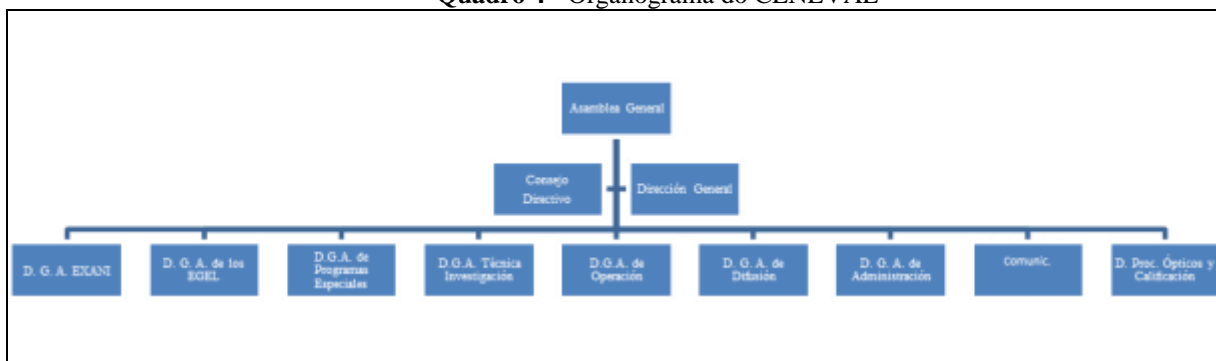 Organograma do CENEVAL
Asamblea General
Consejo
Directivo
Dirección General
D. G. A. EXANI
D. G. A. de los
EGEL
D.G.A. de
Programas
Especiales
D.G.A. Técnica
Investigación
D.G.A. de
Operación
D. G. A. de
Difusión
D. G. A. de
Administración
Comunic.
D. Proc. Ópticos y
Calificación